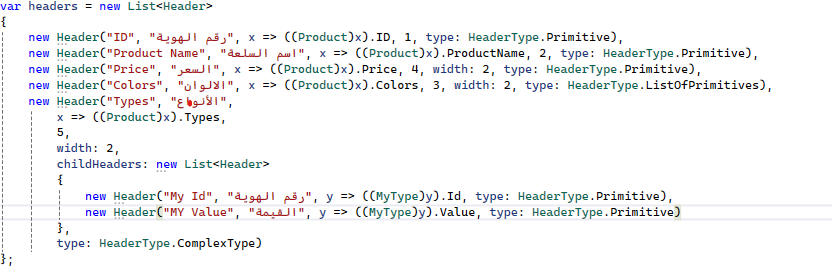 var headers = new List<Header>
{
new Header("ID", "رقم الهوية", x => ((Product)x).ID, 1, type: HeaderType.Primitive),
new Header("Product Name", "اسم السلعة", x => ((Product)x).ProductName, 2, type: HeaderType.Primitive),
new Header("Price", "السعر", x => ((Product)x).Price, 4, width: 2, type: HeaderType.Primitive),
new Header("Colors", "الالوان", x => ((Product)x).Colors, 3, width: 2, type: HeaderType.ListOfPrimitives),
new Header("Types", "الأنواع",
x => ((Product)x).Types,
5,
width: 2,
childHeaders: new List<Header>
{
new Header("My Id", "رقم الهوية", y => ((MyType)y).Id, type: HeaderType.Primitive),
new Header("MY Value", "القيمة", y => ((MyType)y).Value, type: HeaderType.Primitive)
},
type: HeaderType.ComplexType)
};